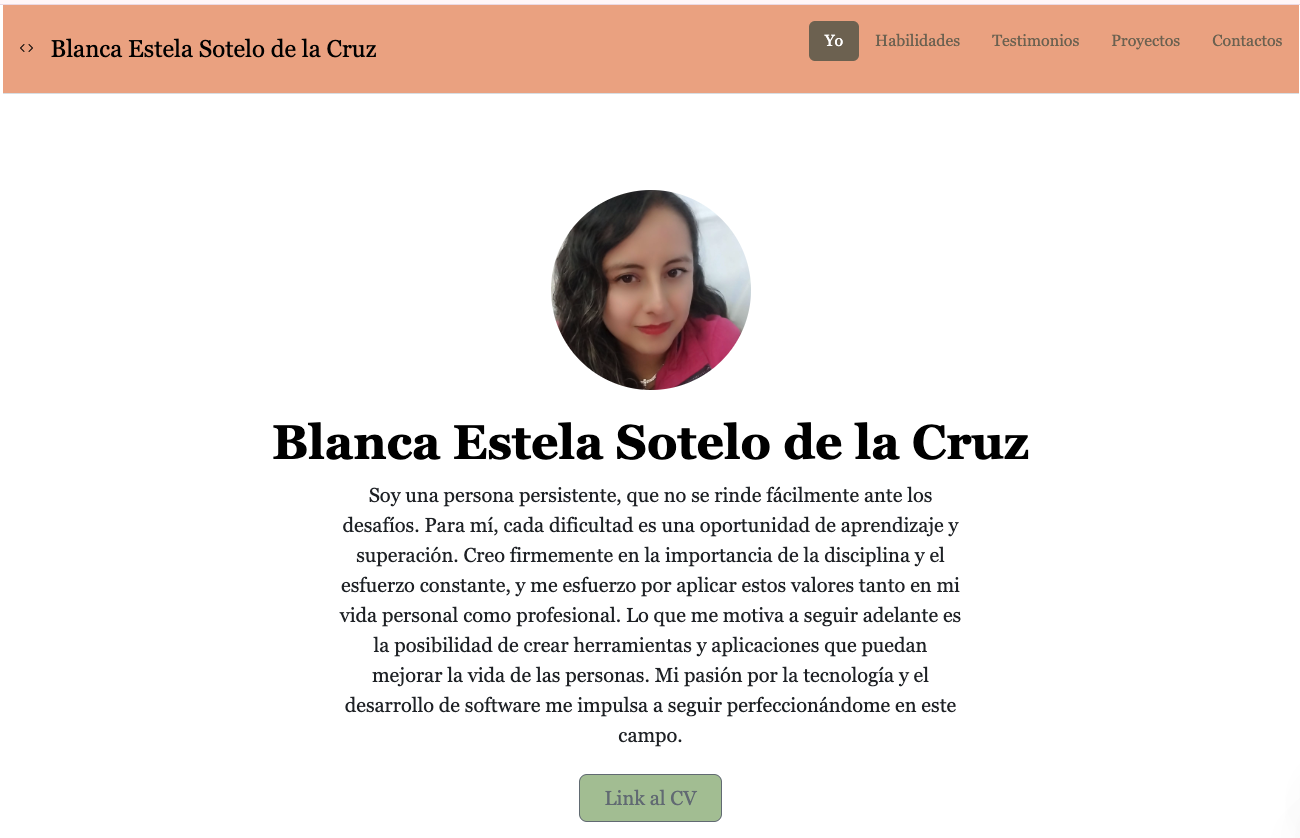 <> Blanca Estela Sotelo de la Cruz
Yo Habilidades Testimonios Proyectos Contactos
Blanca Estela Sotelo de la Cruz
Soy una persona persistente, que no se rinde fácilmente ante los
desafíos. Para mí, cada dificultad es una oportunidad de aprendizaje y
superación. Creo firmemente en la importancia de la disciplina y el
esfuerzo constante, y me esfuerzo por aplicar estos valores tanto en mi
vida personal como profesional. Lo que me motiva a seguir adelante es
la posibilidad de crear herramientas y aplicaciones que puedan
mejorar la vida de las personas. Mi pasión por la tecnología y el
desarrollo de software me impulsa a seguir perfeccionándome en este
campo.
Link al CV